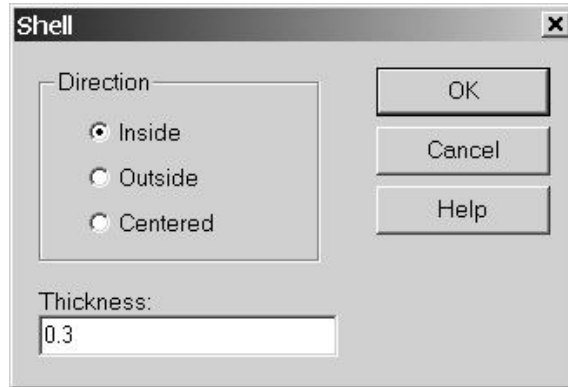 Shell
Direction
Inside
Outside
Centered
OK
Cancel
Help
Thickness:
0.3